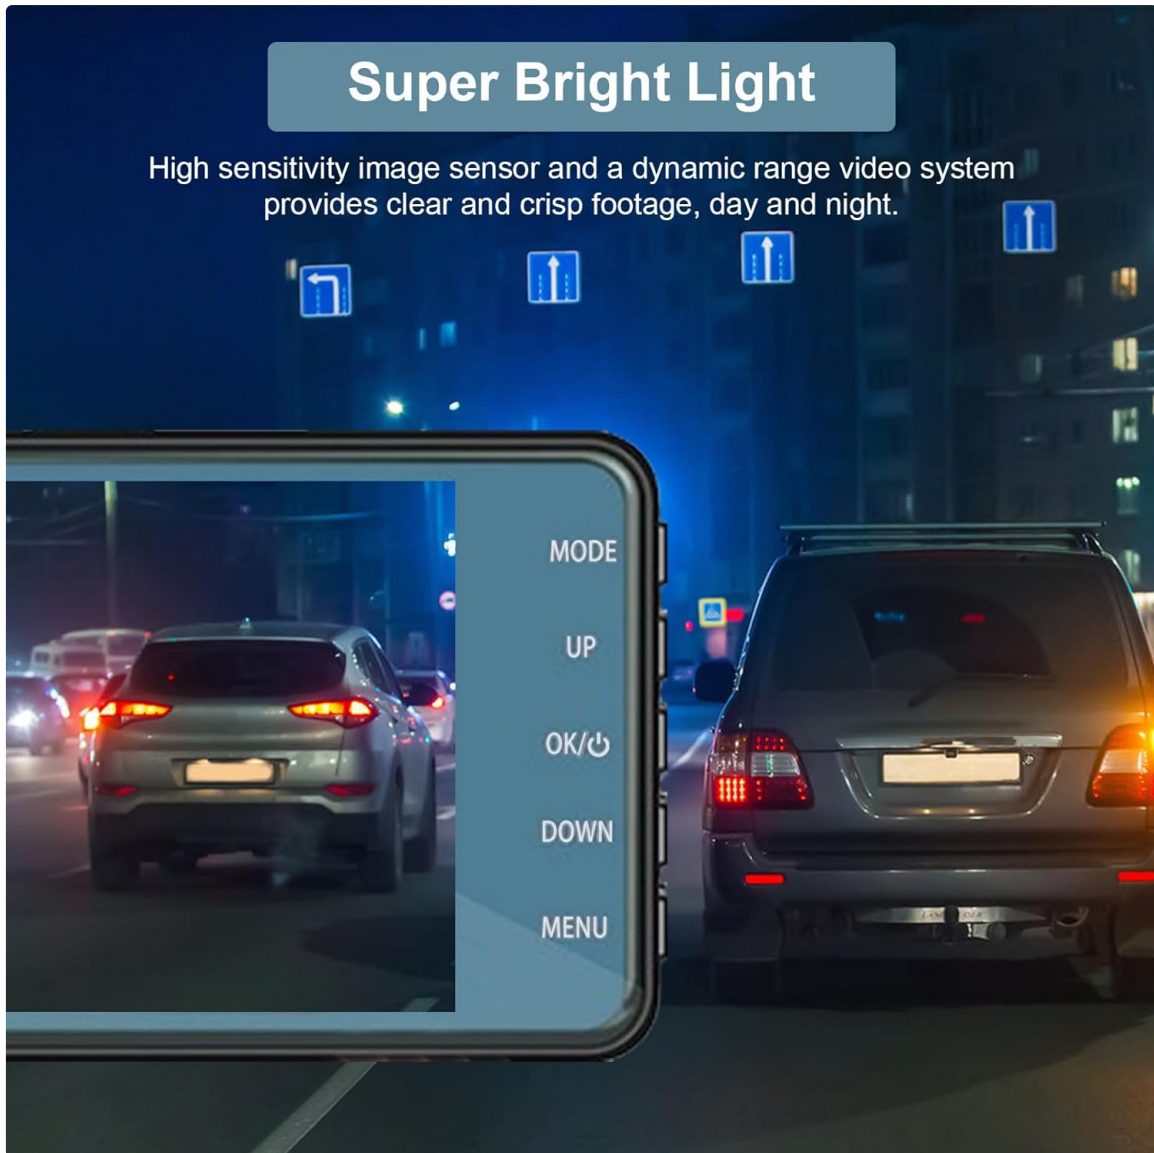 Super Bright Light
High sensitivity image sensor and a dynamic range video system
provides clear and crisp footage, day and night.
MODE
UP
OK/⏻
DOWN
MENU